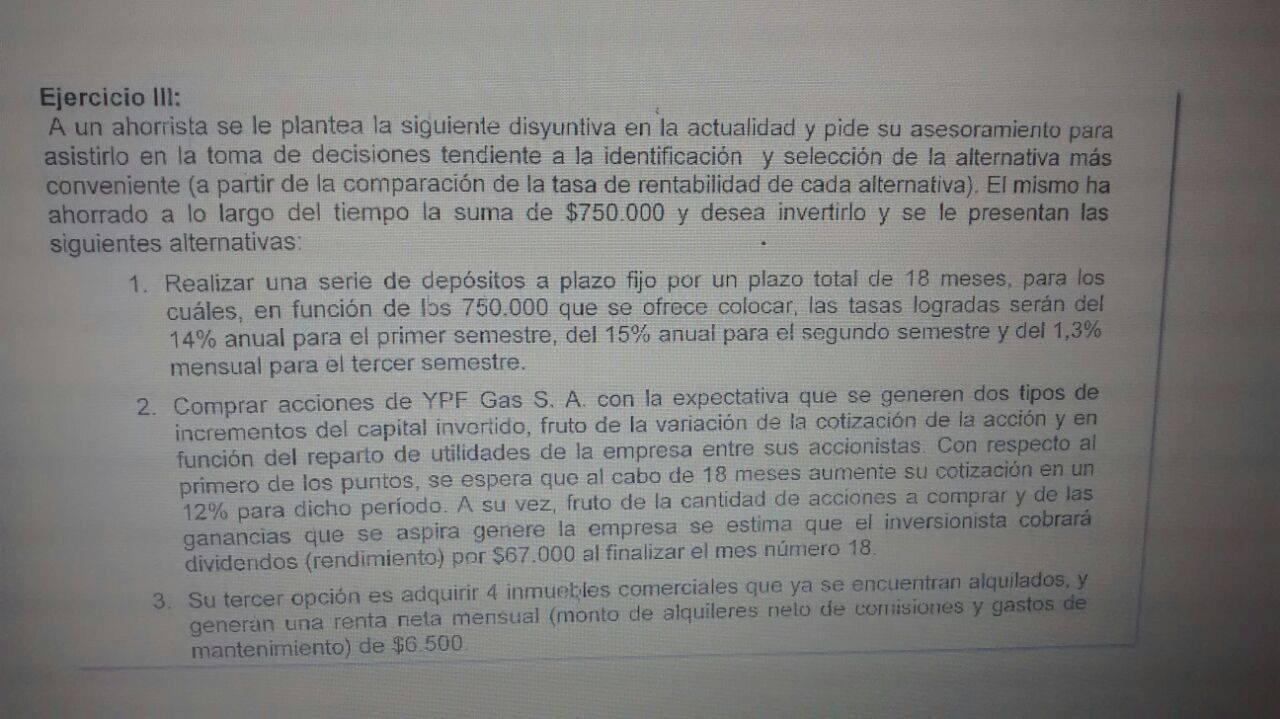 Ejercicio III:
A un ahorrista se le plantea la siguiente disyuntiva en la actualidad y pide su asesoramiento para
asistirlo en la toma de decisiones tendiente a la identificación y selección de la alternativa más
conveniente (a partir de la comparación de la tasa de rentabilidad de cada alternativa). El mismo ha
ahorrado a lo largo del tiempo la suma de $750.000 y desea invertirlo y se le presentan las
siguientes alternativas:
1. Realizar una serie de depósitos a plazo fijo por un plazo total de 18 meses, para los
cuáles, en función de los 750.000 que se ofrece colocar, las tasas logradas serán del
14% anual para el primer semestre, del 15% anual para el segundo semestre y del 1,3%
mensual para el tercer semestre.
2. Comprar acciones de YPF Gas S. A. con la expectativa que se generen dos tipos de
incrementos del capital invertido, fruto de la variación de la cotización de la acción y en
función del reparto de utilidades de la empresa entre sus accionistas. Con respecto al
primero de los puntos, se espera que al cabo de 18 meses aumente su cotización en un
12% para dicho período. A su vez, fruto de la cantidad de acciones a comprar y de las
ganancias que se aspira genere la empresa se estima que el inversionista cobrará
dividendos (rendimiento) por $67.000 al finalizar el mes número 18.
3. Su tercer opción es adquirir 4 inmuebles comerciales que ya se encuentran alquilados, y
generan una renta neta mensual (monto de alquileres neto de comisiones y gastos de
mantenimiento) de $6.500.